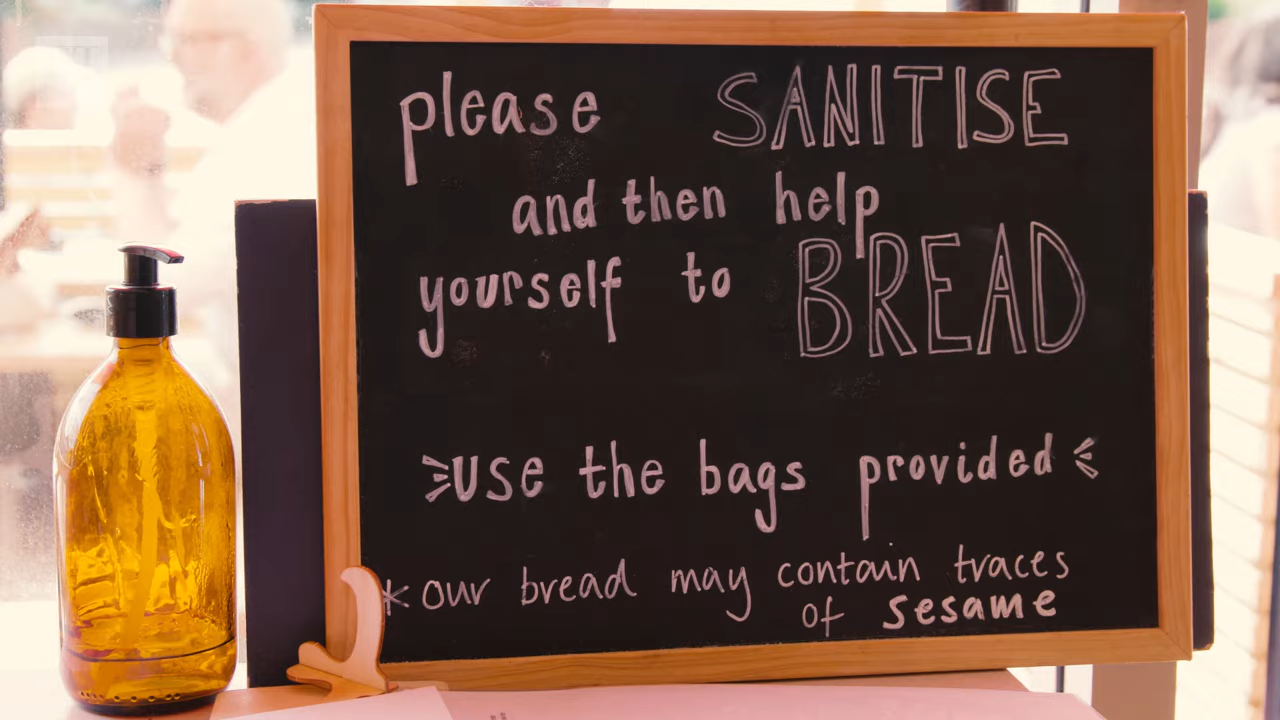 please SANITISE
and then help
yourself to BREAD
use the bags provided
*our bread may contain traces
of sesame